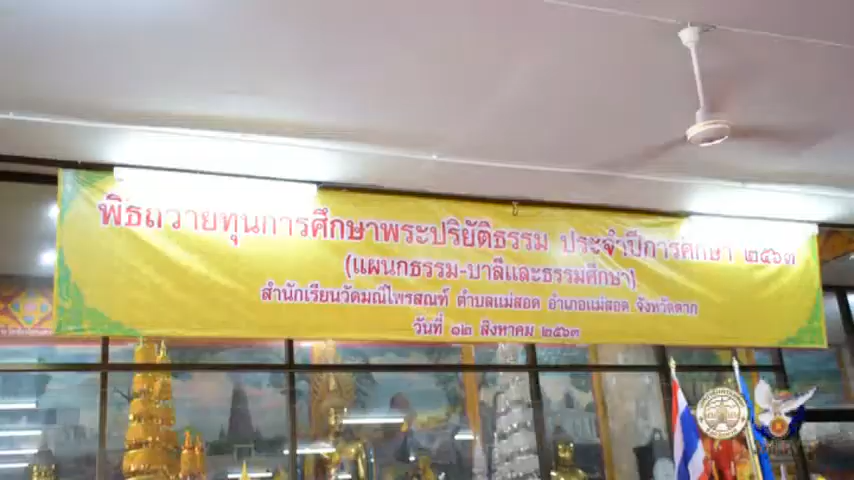 พิธีถวายทุนการศึกษาพระปริยัติธรรม ประจำปีการศึกษา ๒๕๖๓
(แผนกธรรม-บาลีและธรรมศึกษา)
สำนักเรียนวัดมณีไพรสณฑ์ ตำบลแม่สอด อำเภอแม่สอด จังหวัดตาก
วันที่ ๑๒ สิงหาคม ๒๕๖๓